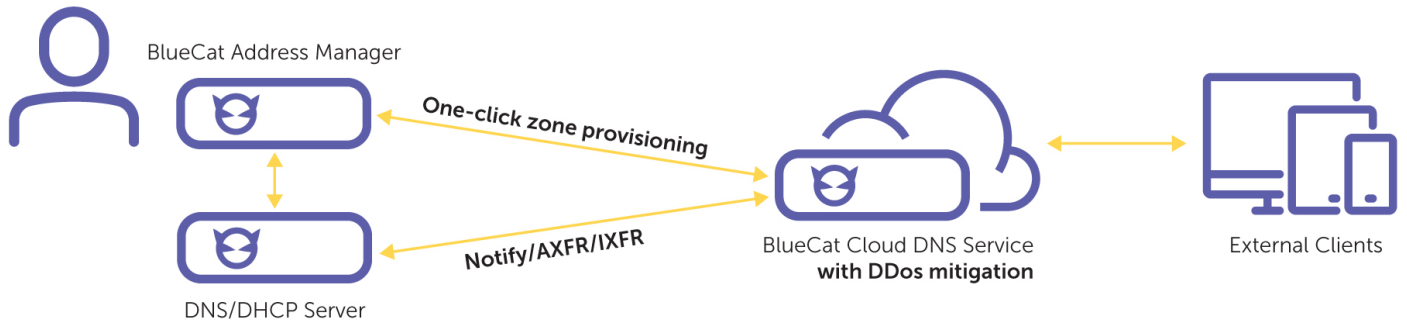 BlueCat Address Manager
One-click zone provisioning
Notify/AXFR/IXFR
DNS/DHCP Server
BlueCat Cloud DNS Service
with DDos mitigation
External Clients